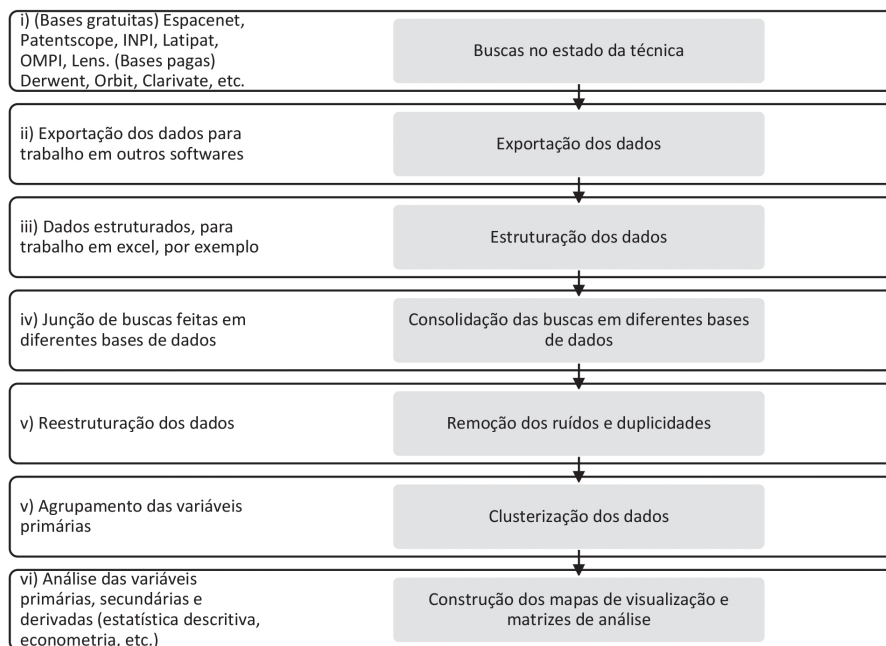 i) (Bases gratuitas) Espacenet,
Patentscope, INPI, Latipat,
OMPI, Lens. (Bases pagas)
Derwent, Orbit, Clarivate, etc.
Buscas no estado da técnica
ii) Exportação dos dados para
trabalho em outros softwares
Exportação dos dados
iii) Dados estruturados, para
trabalho em excel, por exemplo
Estruturação dos dados
iv) Junção de buscas feitas em
diferentes bases de dados
Consolidação das buscas em diferentes bases
de dados
v) Reestruturação dos dados
Remoção dos ruídos e duplicidades
v) Agrupamento das variáveis
primárias
Clusterização dos dados
vi) Análise das variáveis
primárias, secundárias e
derivadas (estatística descritiva,
econometria, etc.)
Construção dos mapas de visualização e
matrizes de análise